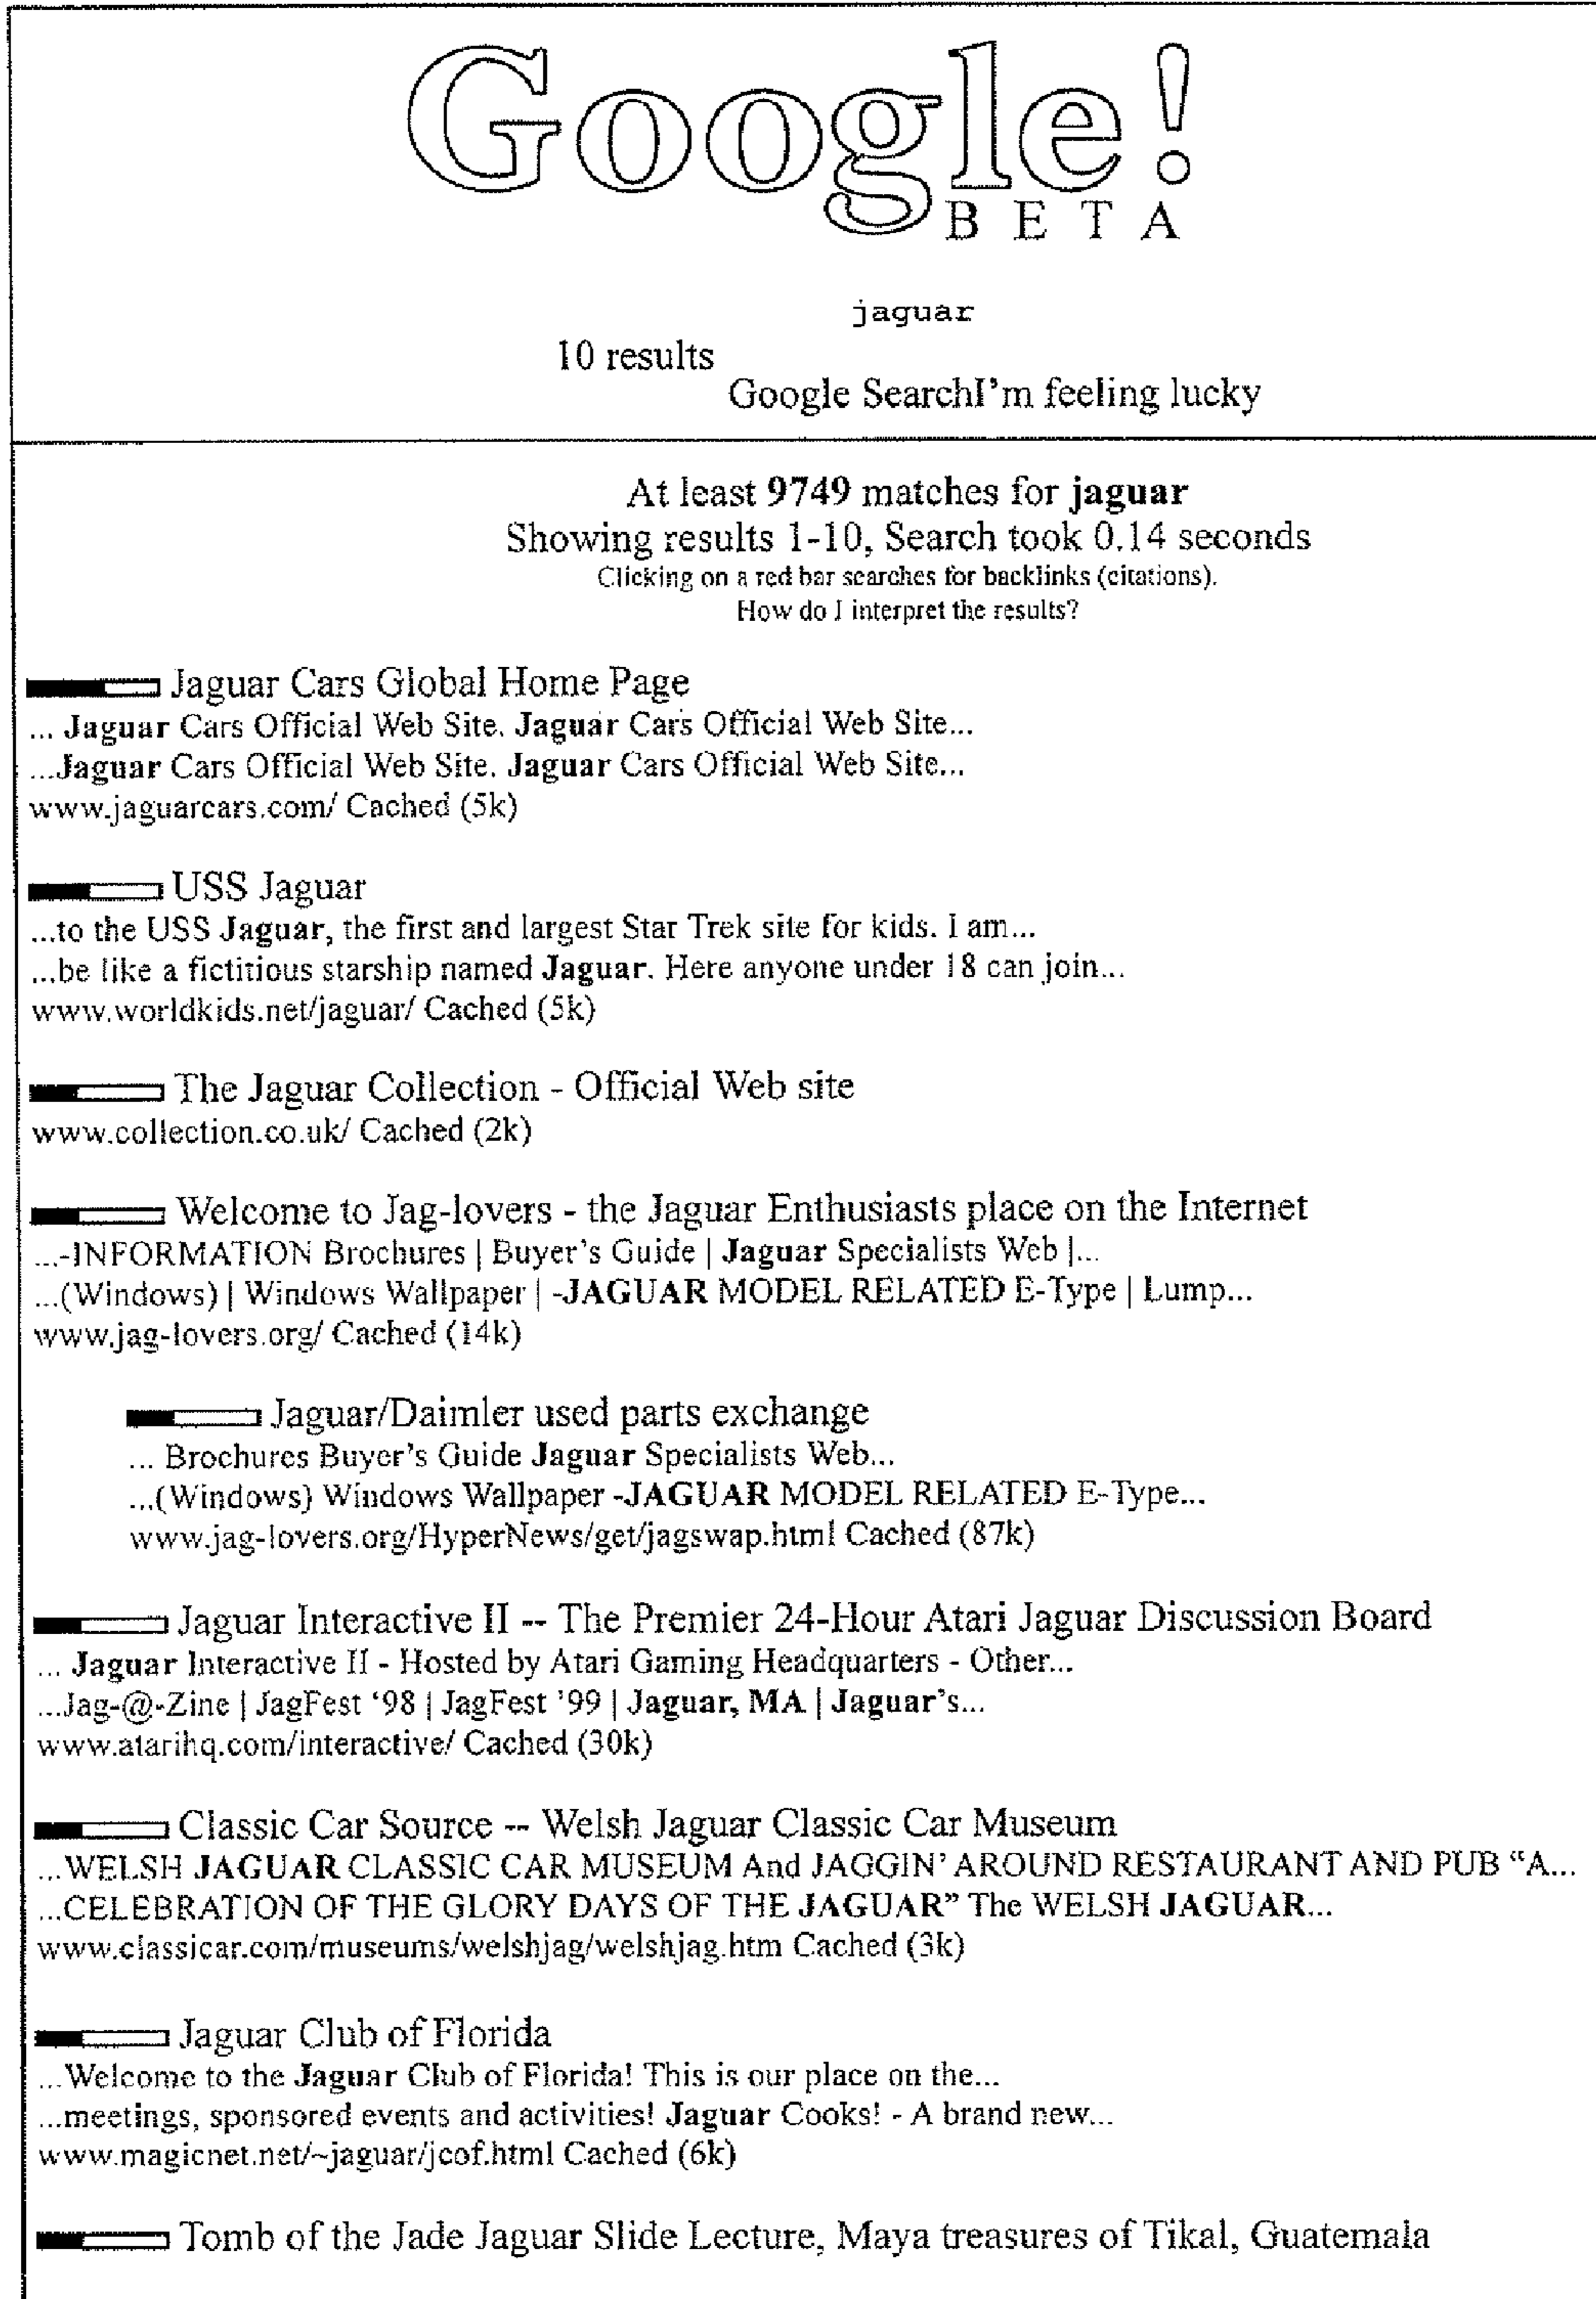 Google!
BETA
jaguar
10 results
Google SearchI'm feeling lucky
At least 9749 matches for jaguar
Showing results 1-10, Search took 0.14 seconds
Clicking on a red bar searches for backlinks (citations).
How do I interpret the results?
Jaguar Cars Global Home Page
... Jaguar Cars Official Web Site. Jaguar Cars Official Web Site...
...Jaguar Cars Official Web Site. Jaguar Cars Official Web Site...
www.jaguarcars.com/ Cached (5k)
USS Jaguar
...to the USS Jaguar, the first and largest Star Trek site for kids. I am...
...be like a fictitious starship named Jaguar. Here anyone under 18 can join...
www.worldkids.net/jaguar/ Cached (5k)
The Jaguar Collection - Official Web site
www.collection.co.uk/ Cached (2k)
Welcome to Jag-lovers - the Jaguar Enthusiasts place on the Internet
...-INFORMATION Brochures | Buyer's Guide | Jaguar Specialists Web |...
...(Windows) | Windows Wallpaper | -JAGUAR MODEL RELATED E-Type | Lump...
www.jag-lovers.org/ Cached (14k)
Jaguar/Daimler used parts exchange
... Brochures Buyer's Guide Jaguar Specialists Web...
...(Windows) Windows Wallpaper -JAGUAR MODEL RELATED E-Type...
www.jag-lovers.org/HyperNews/get/jagswap.html Cached (87k)
Jaguar Interactive II -- The Premier 24-Hour Atari Jaguar Discussion Board
... Jaguar Interactive II - Hosted by Atari Gaming Headquarters - Other...
...Jag-@-Zine | JagFest '98 | JagFest '99 | Jaguar, MA | Jaguar's...
www.atarihq.com/interactive/ Cached (30k)
Classic Car Source -- Welsh Jaguar Classic Car Museum
...WELSH JAGUAR CLASSIC CAR MUSEUM And JAGGIN' AROUND RESTAURANT AND PUB "A...
...CELEBRATION OF THE GLORY DAYS OF THE JAGUAR" The WELSH JAGUAR...
www.classicar.com/museums/welshjag/welshjag.htm Cached (3k)
Jaguar Club of Florida
...Welcome to the Jaguar Club of Florida! This is our place on the...
...meetings, sponsored events and activities! Jaguar Cooks! - A brand new...
www.magicnet.net/~jaguar/jcof.html Cached (6k)
Tomb of the Jade Jaguar Slide Lecture, Maya treasures of Tikal, Guatemala